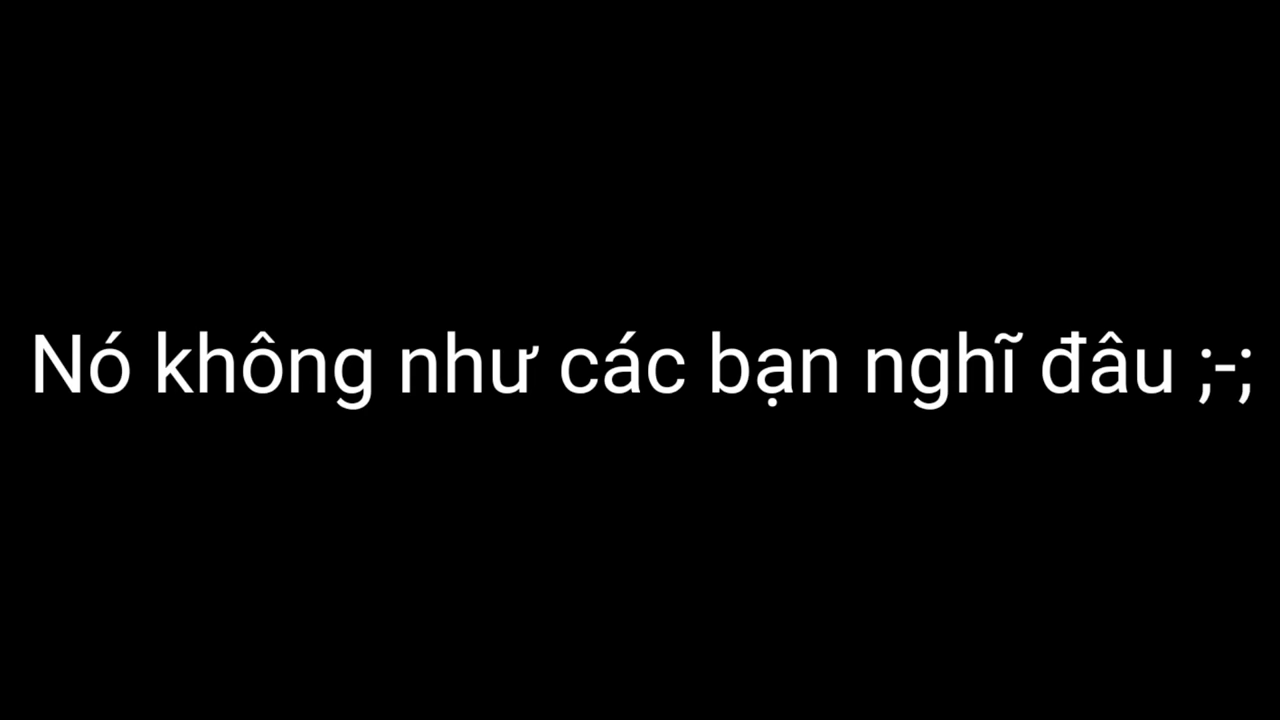 Nó không như các bạn nghĩ đâu ;-;